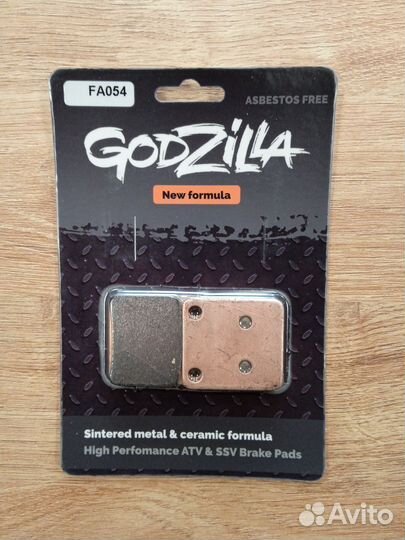 FA054
ASBESTOS FREE
GODZILLA
New formula
Sintered metal & ceramic formula
High Perfomance ATV & SSV Brake Pads
Avito